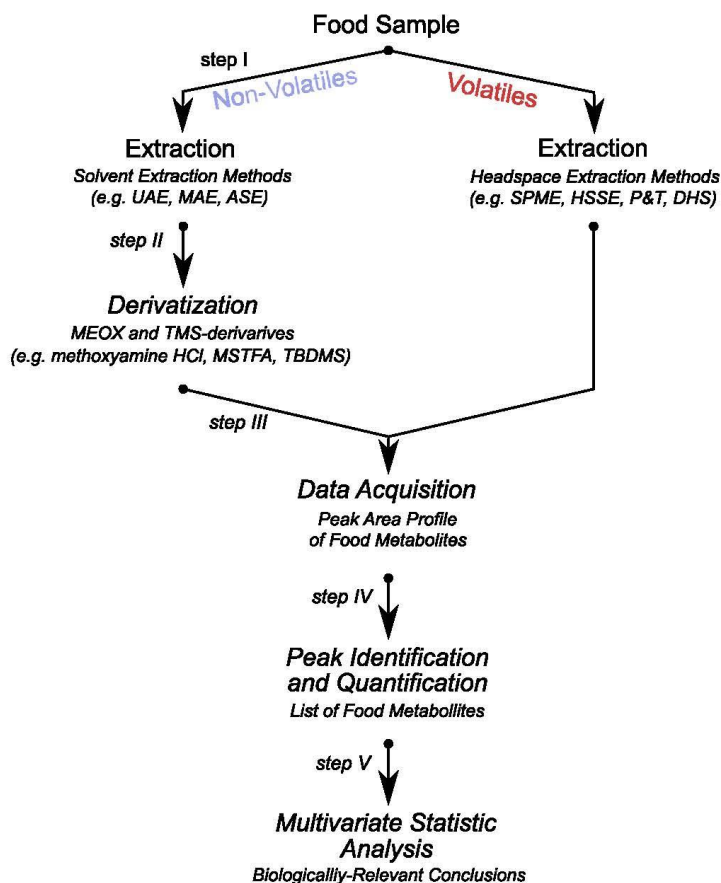 Food Sample
step I
Non-Volatiles
Volatiles
Extraction
Solvent Extraction Methods
(e.g. UAE, MAE, ASE)
Extraction
Headspace Extraction Methods
(e.g. SPME, HSSE, P&T, DHS)
step II
Derivatization
MEOX and TMS-derivarives
(e.g. methoxyamine HCl, MSTFA, TBDMS)
step III
Data Acquisition
Peak Area Profile
of Food Metabolites
step IV
Peak Identification
and Quantification
List of Food Metabollites
step V
Multivariate Statistic
Analysis
Biologically-Relevant Conclusions